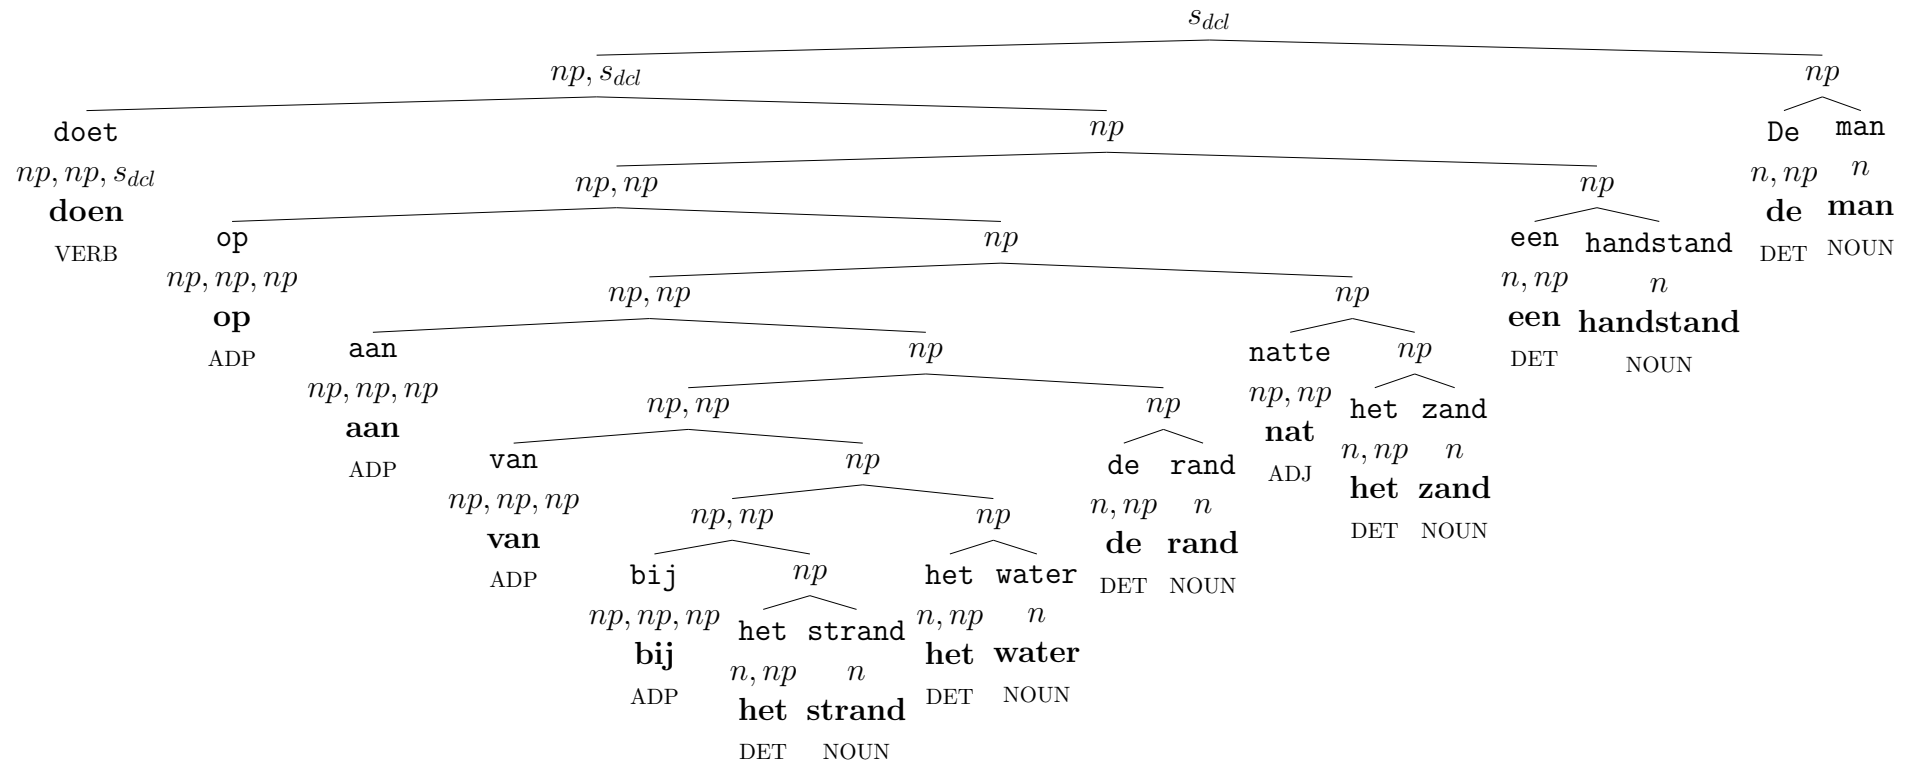 s_dcl
np, s_dcl np
doet np De man
np, np, s_dcl np, np np n, np n
doen de man
VERB op np een handstand DET NOUN
np, np, np np, np np n, np n
op een handstand
ADP aan np natte np DET NOUN
np, np, np np, np np np, np het zand
aan nat n, np n
ADP van np de rand ADJ het zand
np, np, np np, np np n, np n DET NOUN
van de rand
ADP bij np het water DET NOUN
np, np, np het strand n, np n
bij n, np n het water
ADP het strand DET NOUN
DET NOUN